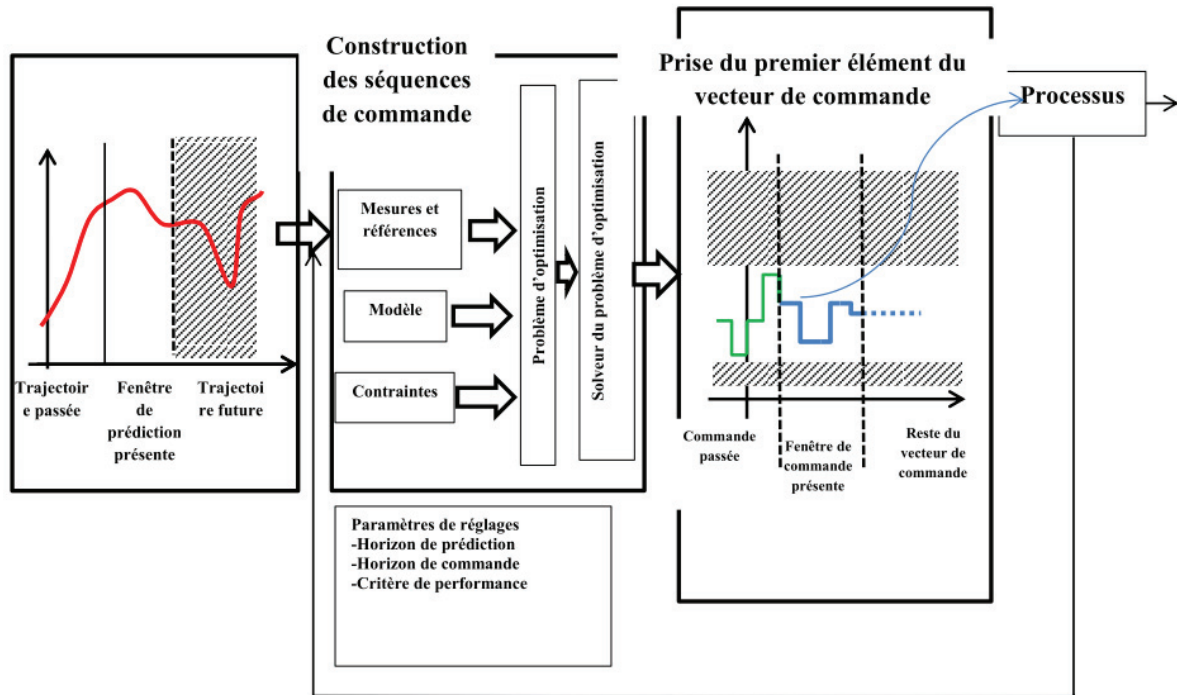 Trajectoir
e passée
Fenêtre
de
prédiction
présente
Trajectoi
re future
Construction
des séquences
de commande
Mesures et
références
Modèle
Contraintes
Problème d'optimisation
Solveur du problème d'optimisation
Paramètres de réglages
-Horizon de prédiction
-Horizon de commande
-Critère de performance
Prise du premier élément du
vecteur de commande
Commande
passée
Fenêtre de
commande
présente
Reste du
vecteur de
commande
Processus